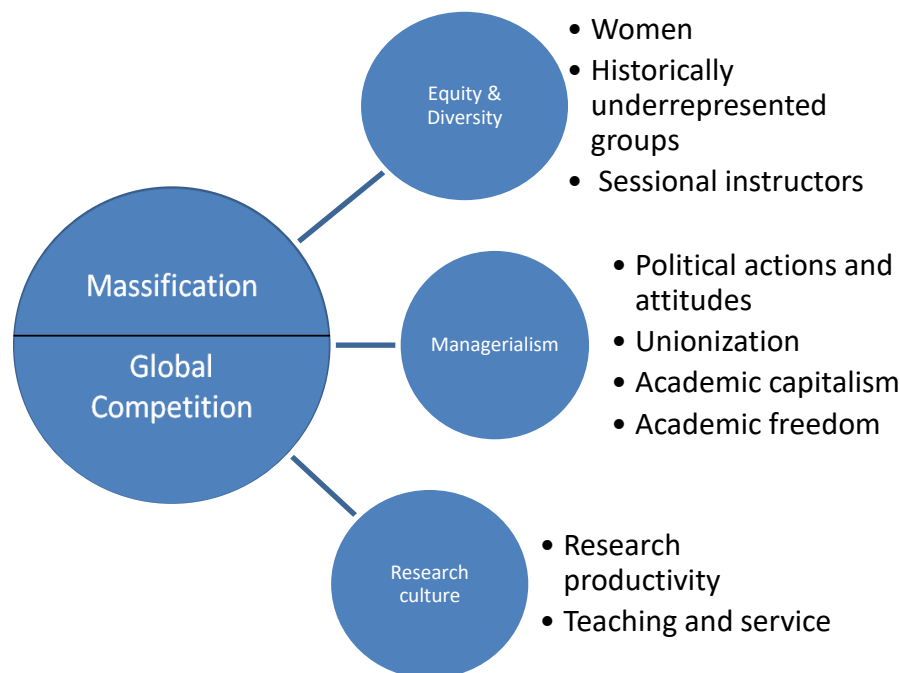 Massification
Global
Competition
Equity &
Diversity
• Women
• Historically
underrepresented
groups
• Sessional instructors
Managerialism
• Political actions and
attitudes
• Unionization
• Academic capitalism
• Academic freedom
Research
culture
• Research
productivity
• Teaching and service